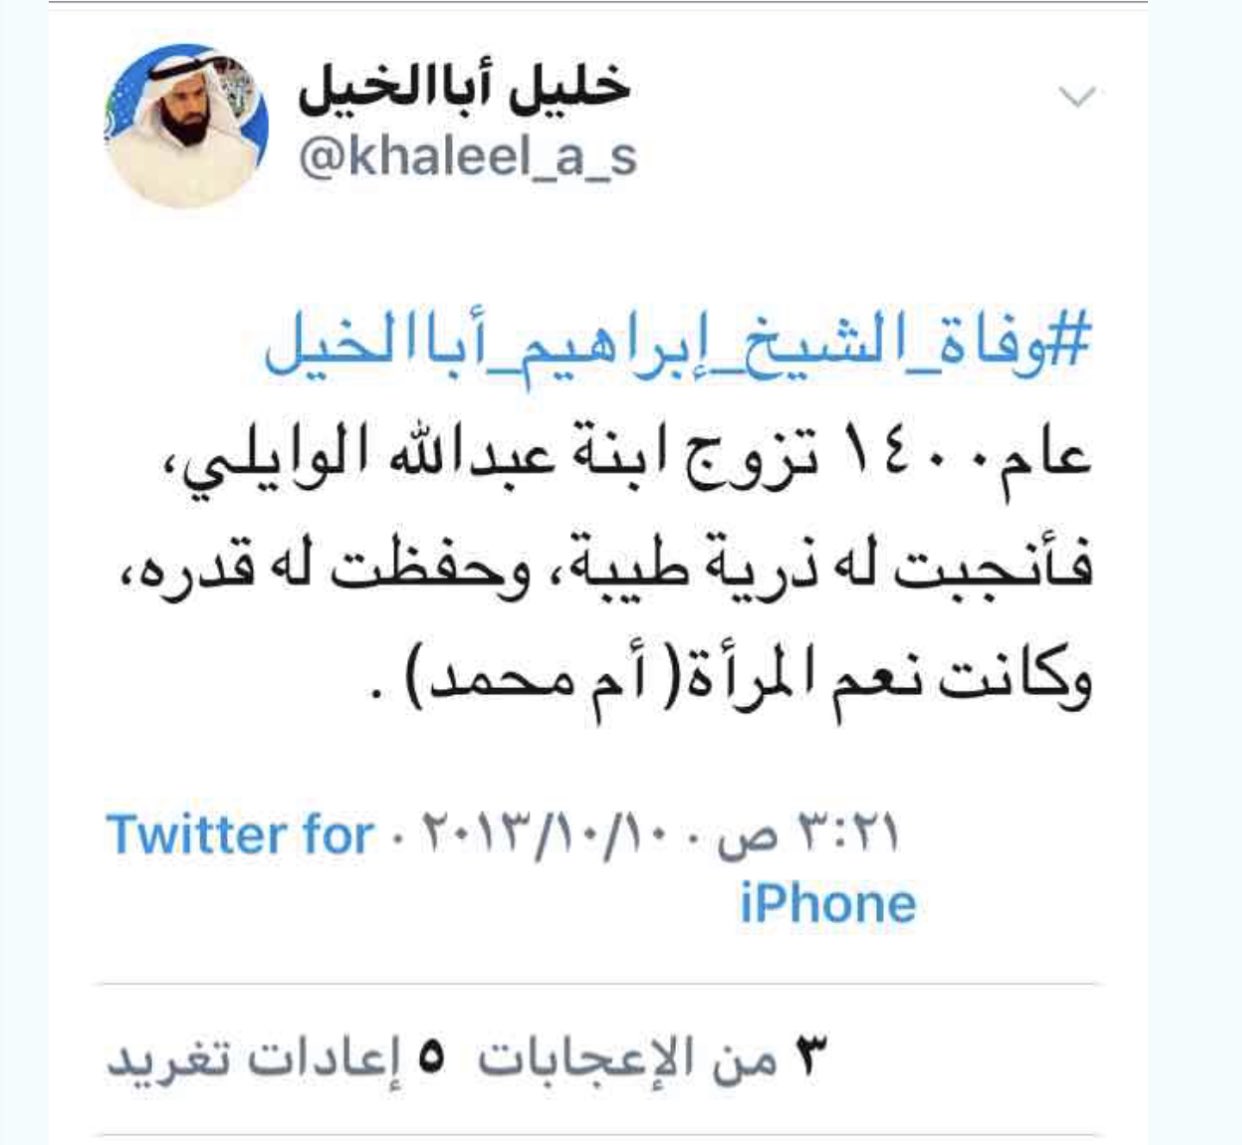 خليل أباالخيل
@khaleel_a_s
#وفاة_الشيخ_إبراهيم_أباالخيل
عام١٤٠٠ تزوج ابنة عبدالله الوايلي،
فأنجبت له ذرية طيبة، وحفظت له قدره،
وكانت نعم المرأة( أم محمد) .
٣:٢١ ص · ٢٠١٣/١٠/١٠ · Twitter for
iPhone
٣ من الإعجابات ٥ إعادات تغريد